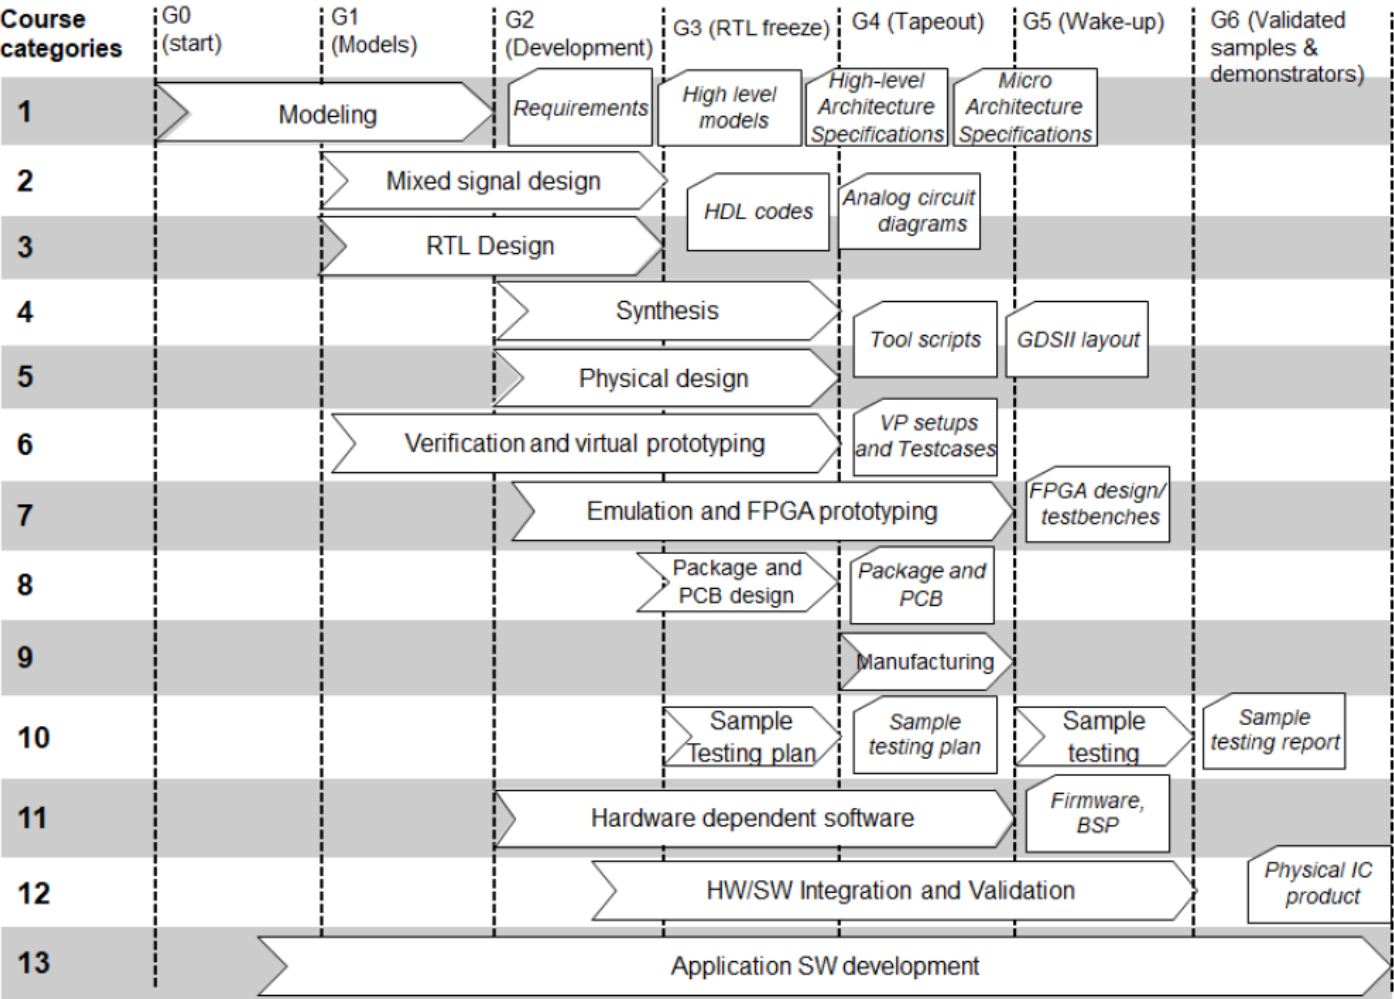 Course
categories
G0
(start)
G1
(Models)
G2
(Development)
G3 (RTL freeze)
G4 (Tapeout)
G5 (Wake-up)
G6 (Validated
samples &
demonstrators)
1
Modeling
Requirements
High level
models
High-level
Architecture
Specifications
Micro
Architecture
Specifications
2
Mixed signal design
HDL codes
Analog circuit
diagrams
3
RTL Design
4
Synthesis
Tool scripts
GDSII layout
5
Physical design
6
Verification and virtual prototyping
VP setups
and Testcases
7
Emulation and FPGA prototyping
FPGA design/
testbenches
8
Package and
PCB design
Package and
PCB
9
Manufacturing
10
Sample
Testing plan
Sample
testing plan
Sample
testing
Sample
testing report
11
Hardware dependent software
Firmware,
BSP
12
HW/SW Integration and Validation
Physical IC
product
13
Application SW development